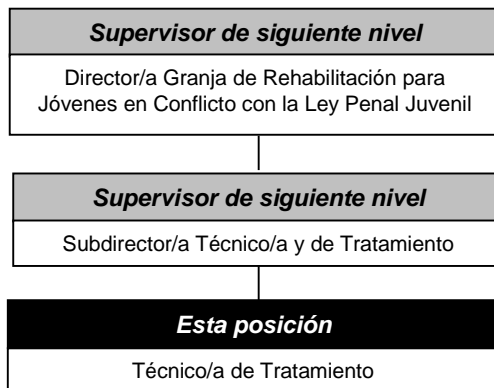 Supervisor de siguiente nivel
Director/a Granja de Rehabilitación para
Jóvenes en Conflicto con la Ley Penal Juvenil
Supervisor de siguiente nivel
Subdirector/a Técnico/a y de Tratamiento
Esta posición
Técnico/a de Tratamiento